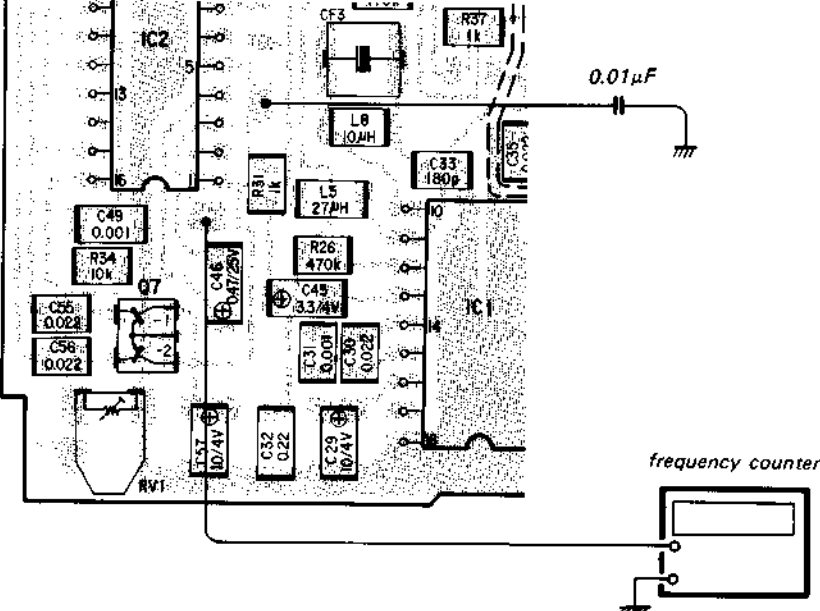 CF3
R37
1k
IC2
5
13
0.01µF
L8
10µH
C33
180p
C35
16
1
R31
1k
L5
27µH
10
C49
0.001
R26
470k
R34
10k
C46
0.47/25V
Q7
C45
3.3/4V
IC1
C55
0.022
-1
14
C31
0.001
C30
0.022
C56
0.022
-2
C57
10/4V
C32
0.22
C29
10/4V
18
RV1
frequency counter